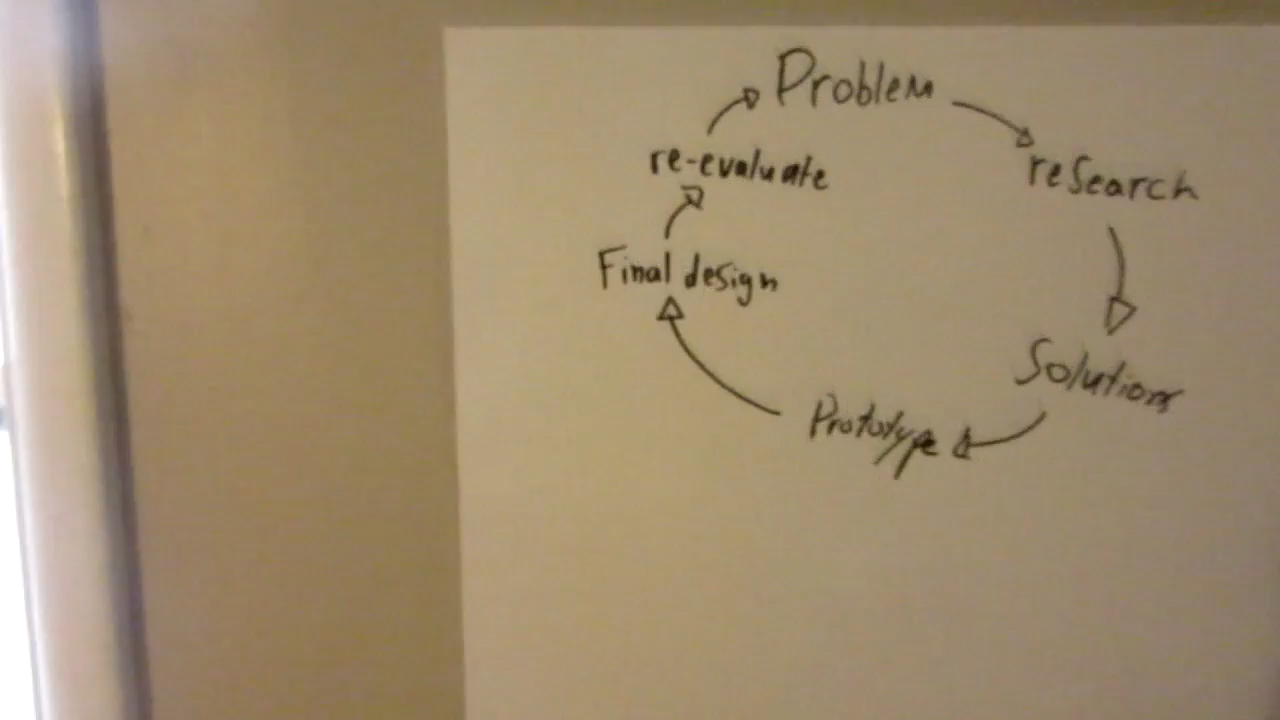 Problem
research
Solutions
Prototype
Final design
re-evaluate